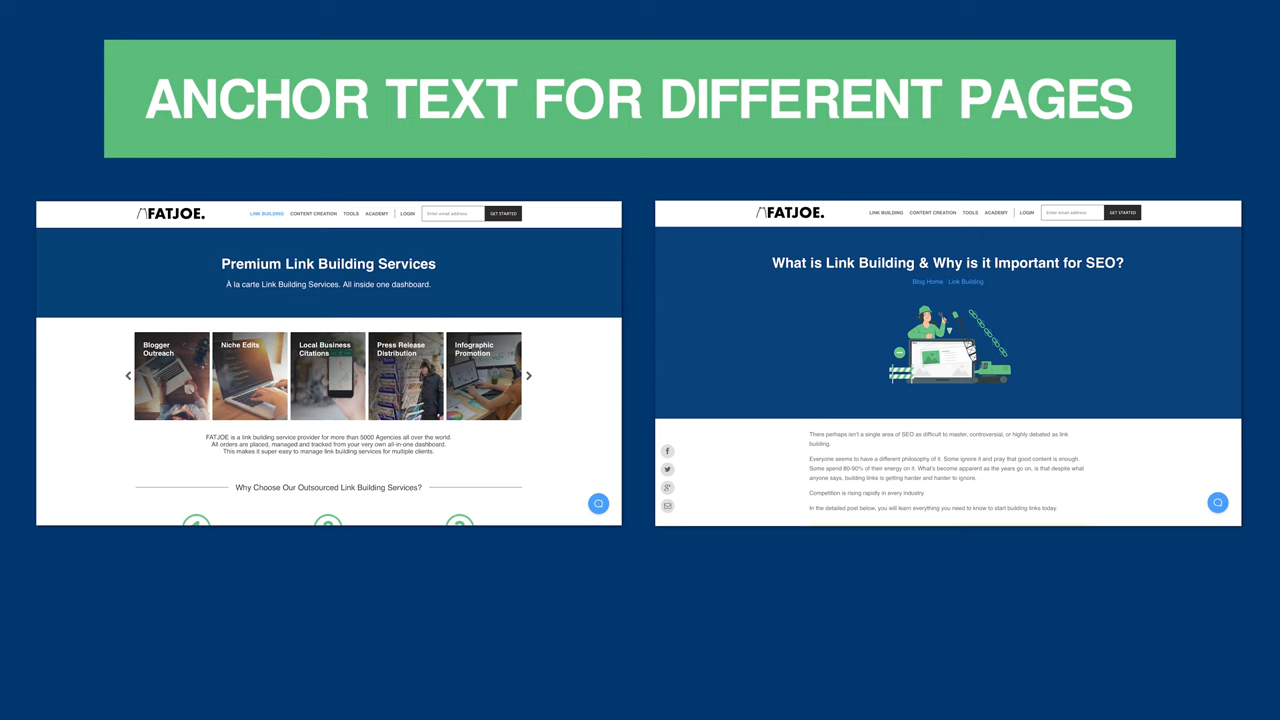 ANCHOR TEXT FOR DIFFERENT PAGES
FATJOE.
LINK BUILDING CONTENT CREATION TOOLS ACADEMY LOGIN Enter email address GET STARTED
Premium Link Building Services
À la carte Link Building Services. All inside one dashboard.
Blogger
Outreach
Niche Edits
Local Business
Citations
Press Release
Distribution
Infographic
Promotion
FATJOE is a link building service provider for more than 5000 Agencies all over the world.
All orders are placed, managed and tracked from your very own all-in-one dashboard.
This makes it super easy to manage link building services for multiple clients.
Why Choose Our Outsourced Link Building Services?
FATJOE.
LINK BUILDING CONTENT CREATION TOOLS ACADEMY LOGIN Enter email address GET STARTED
What is Link Building & Why is it Important for SEO?
Blog Home Link Building
There perhaps isn't a single area of SEO as difficult to master, controversial, or highly debated as link
building.
Everyone seems to have a different philosophy of it. Some ignore it and pray that good content is enough.
Some spend 80-90% of their energy on it. What's become apparent as the years go on, is that despite what
anyone says, building links is getting harder and harder to ignore.
Competition is rising rapidly in every industry.
In the detailed post below, you will learn everything you need to know to start building links today.